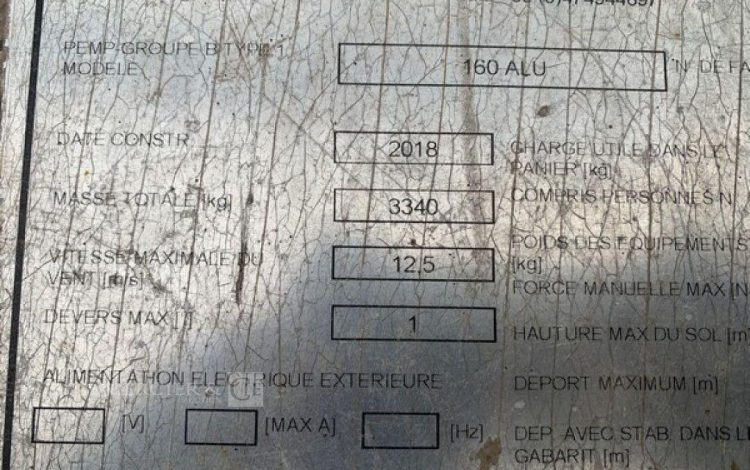 PEMP GROUPE B TYPE 1
MODELE
160 ALU
N° DE FA
DATE CONSTR
2018
CHARGE UTILE DANS LE
PANIER [kg]
MASSE TOTALE [kg]
3340
COMPRIS PERSONNES N
VITESSE MAXIMALE DU
VENT [m/s]
12,5
POIDS DES EQUIPEMENTS
[kg]
FORCE MANUELLE MAX [N
DEVERS MAX [°]
1
HAUTURE MAX DU SOL [m
ALIMENTATION ELECTRIQUE EXTERIEURE
DEPORT MAXIMUM [m]
[V]
[MAX A]
[Hz]
DEP. AVEC STAB. DANS LE
GABARIT [m]